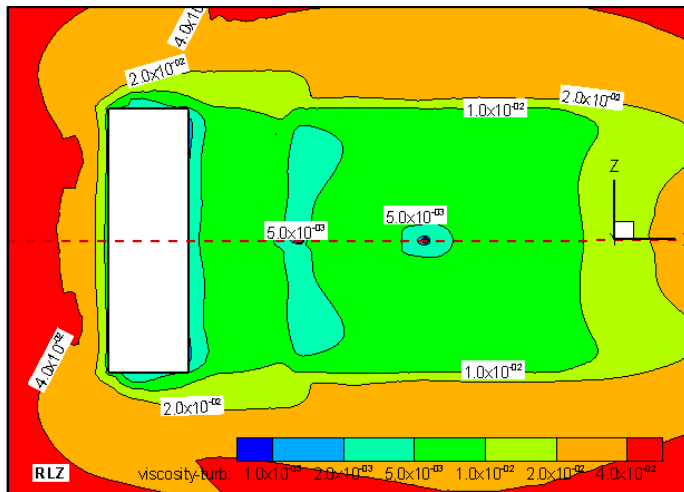 4.0x10
2.0x10⁻⁰²
1.0x10⁻⁰²
2.0x10⁻⁰²
Z
5.0x10⁻⁰³
5.0x10⁻⁰³
4.0x10⁻⁰²
1.0x10⁻⁰²
2.0x10⁻⁰²
RLZ
viscosity-turb: 1.0x10⁻⁰³ 2.0x10⁻⁰³ 5.0x10⁻⁰³ 1.0x10⁻⁰² 2.0x10⁻⁰² 4.0x10⁻⁰²